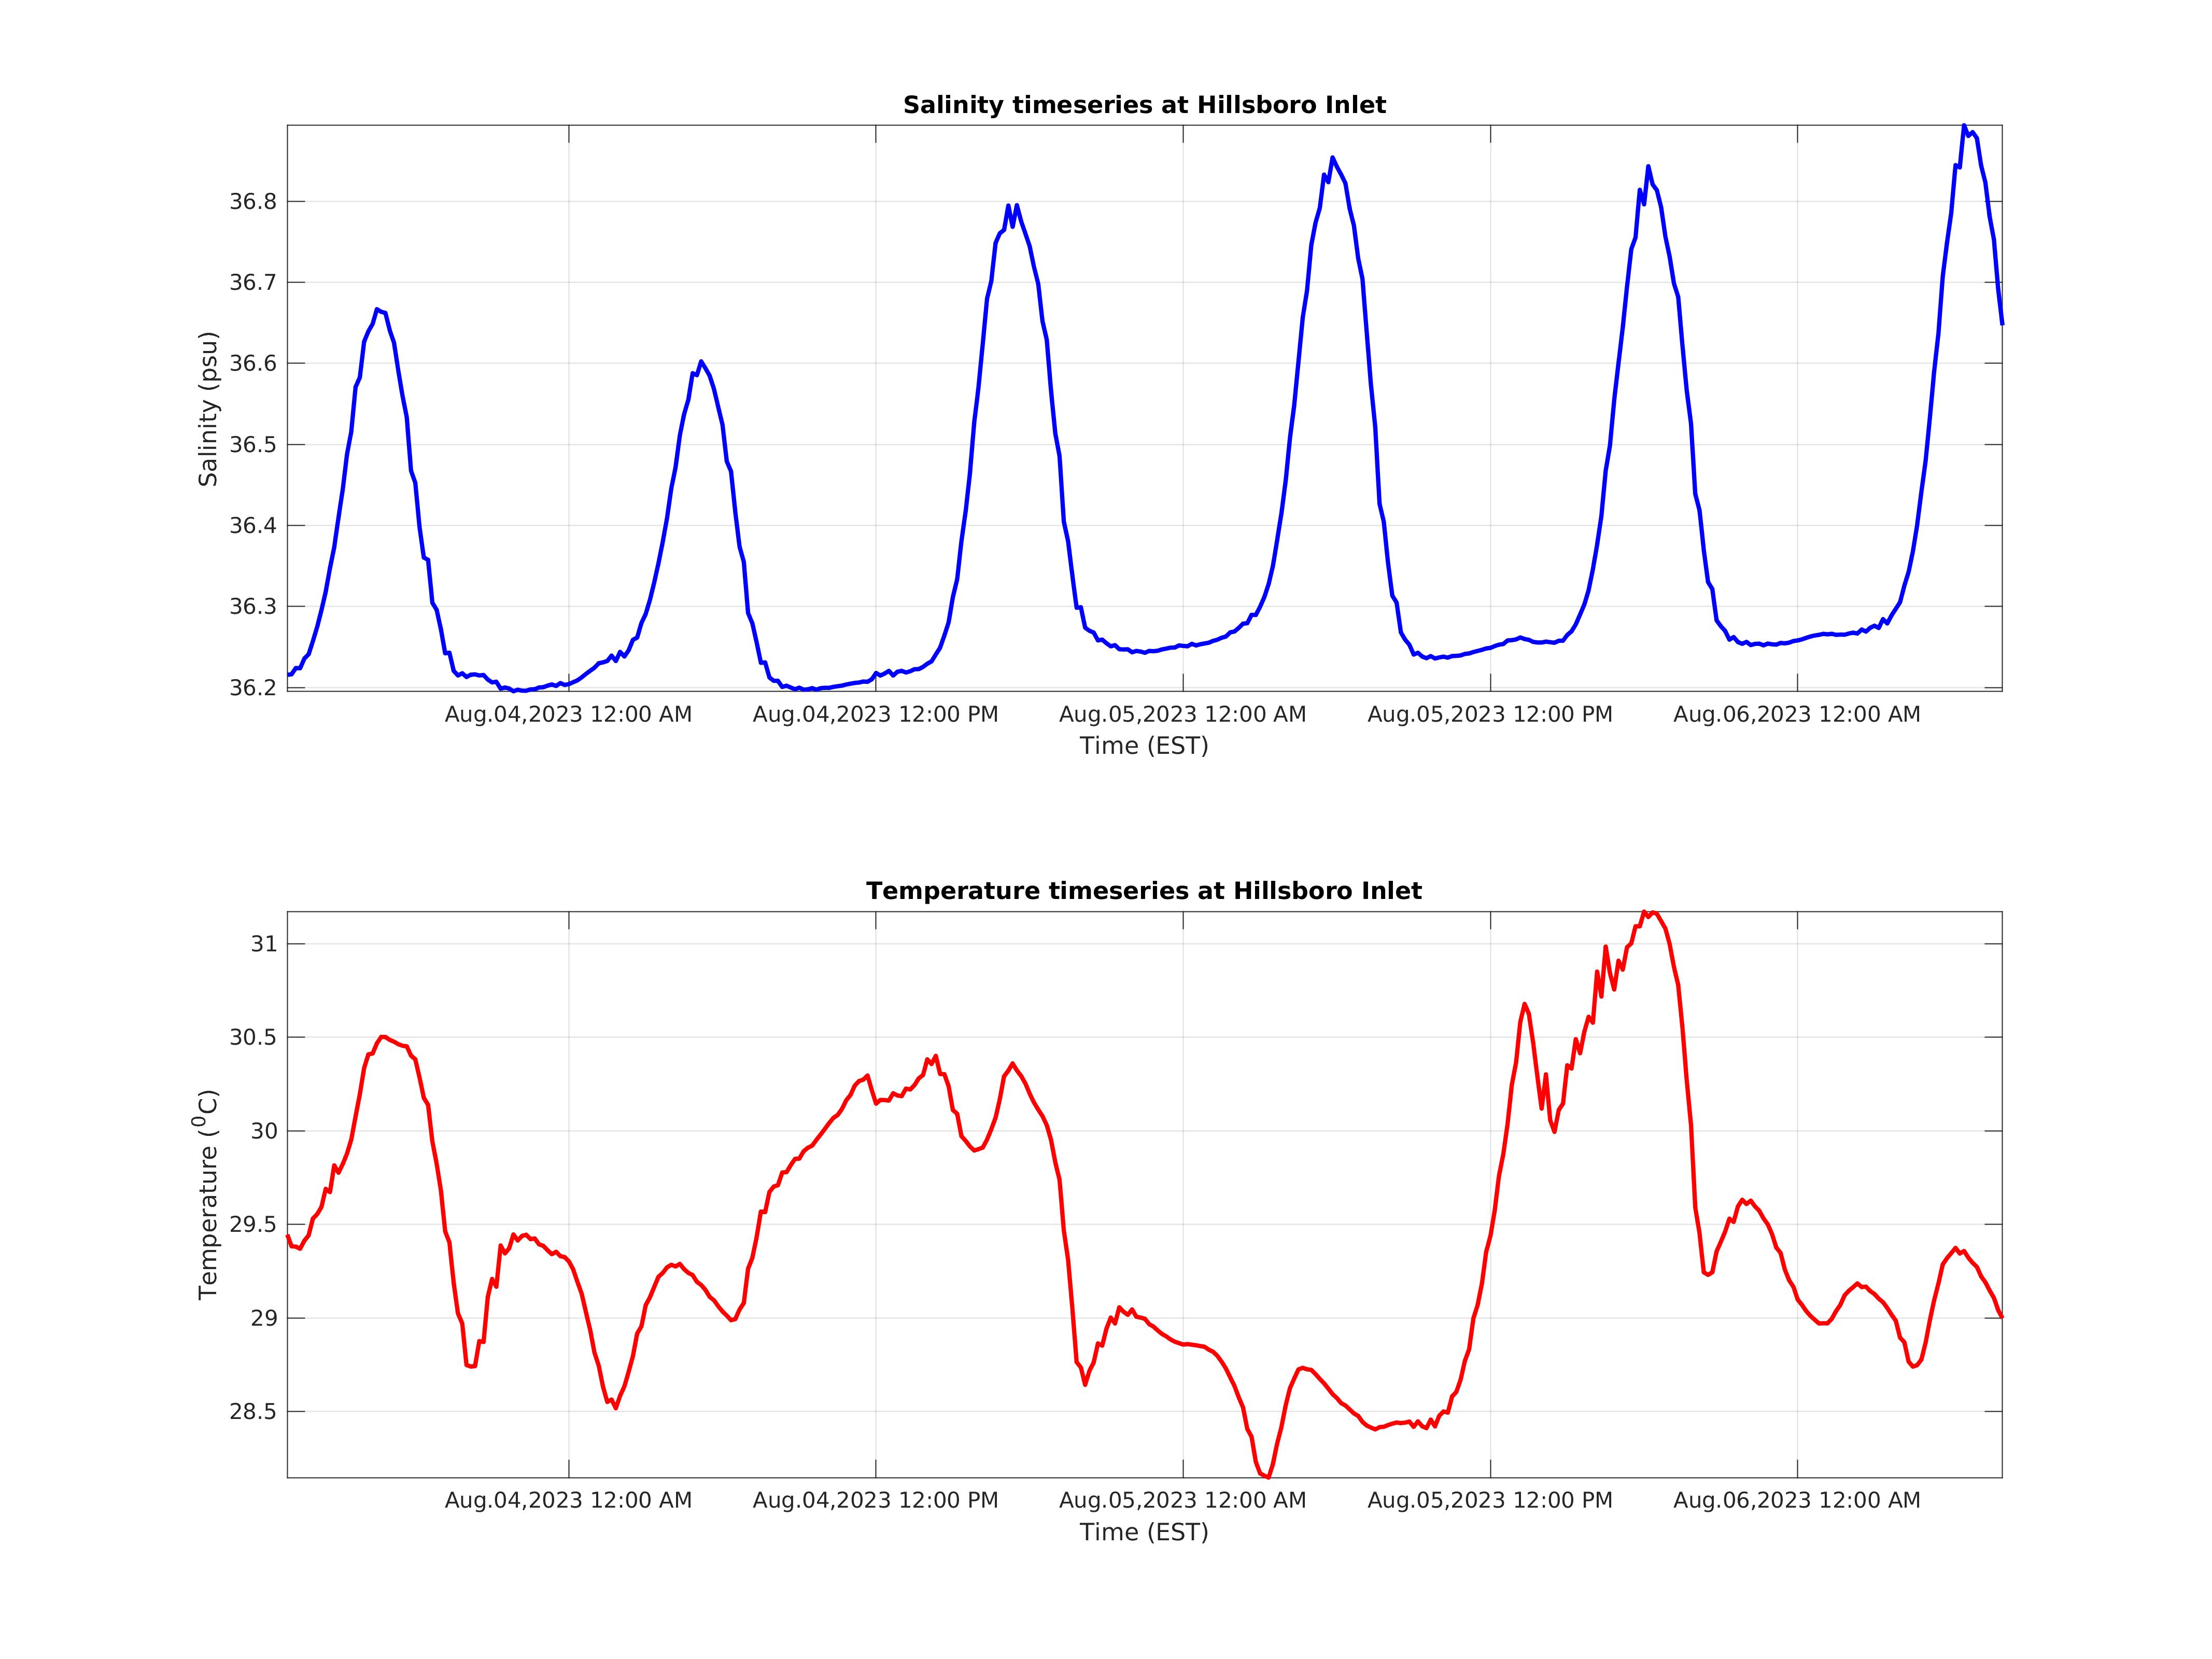 Salinity timeseries at Hillsboro Inlet
36.8
36.7
36.6
36.5
36.4
36.3
36.2
Salinity (psu)
Aug.04,2023 12:00 AM Aug.04,2023 12:00 PM Aug.05,2023 12:00 AM Aug.05,2023 12:00 PM Aug.06,2023 12:00 AM
Time (EST)
Temperature timeseries at Hillsboro Inlet
31
30.5
30
29.5
29
28.5
Temperature (⁰C)
Aug.04,2023 12:00 AM Aug.04,2023 12:00 PM Aug.05,2023 12:00 AM Aug.05,2023 12:00 PM Aug.06,2023 12:00 AM
Time (EST)